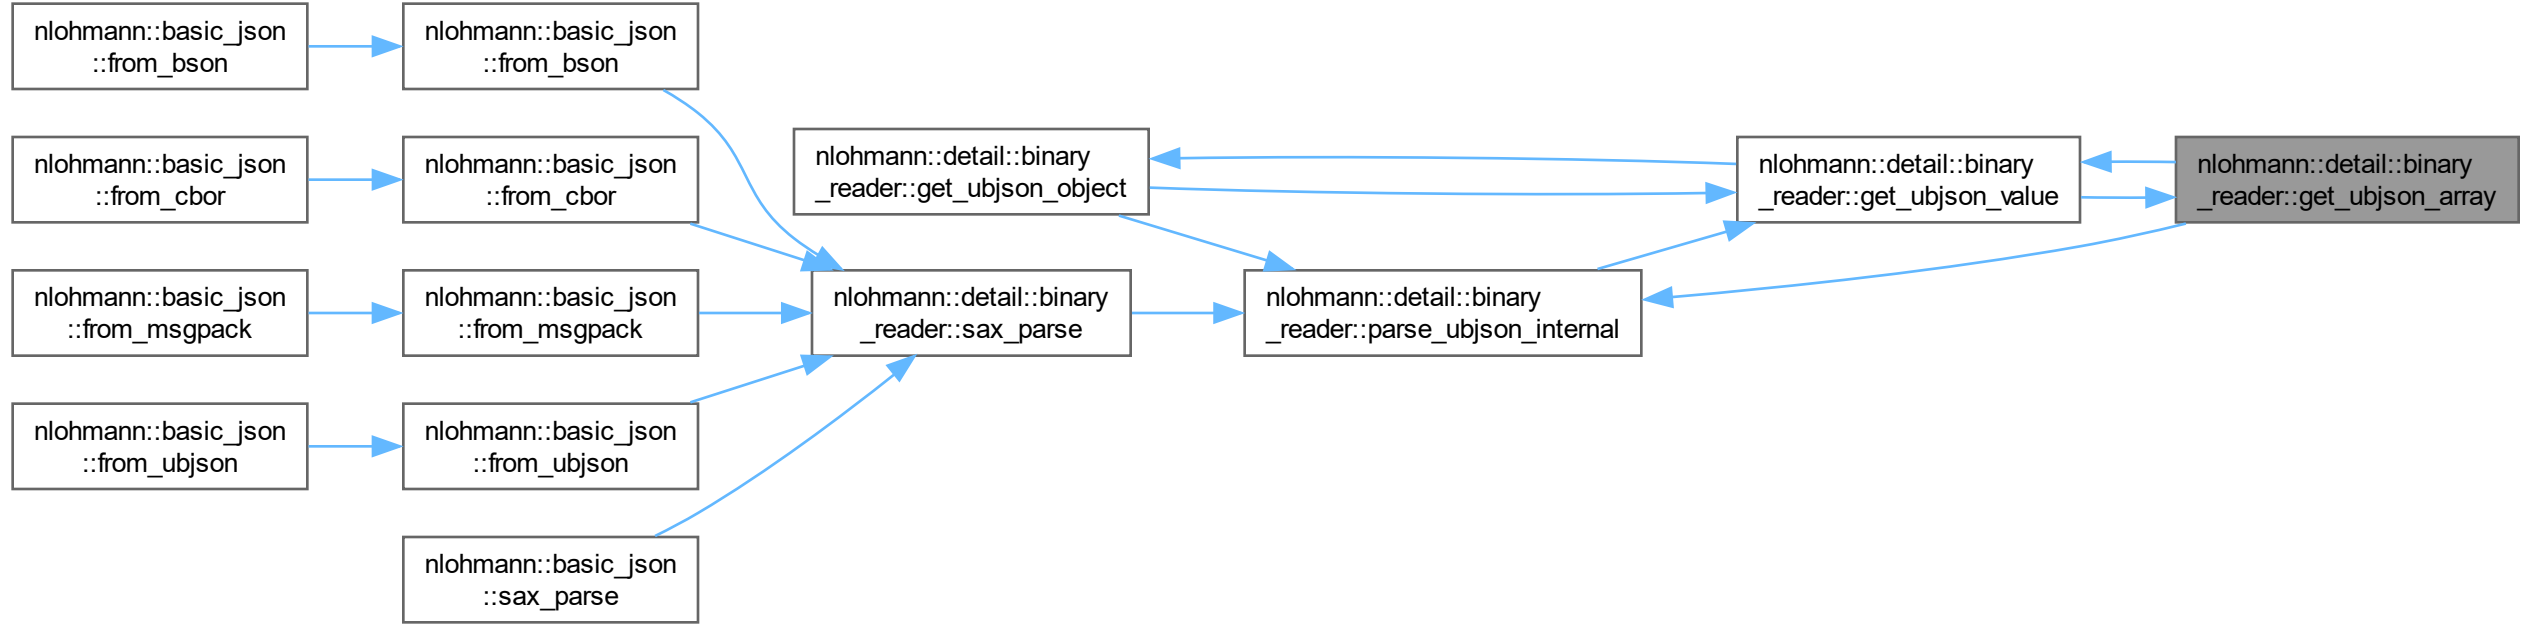 nlohmann::basic_json
::from_bson
nlohmann::basic_json
::from_bson
nlohmann::basic_json
::from_cbor
nlohmann::basic_json
::from_cbor
nlohmann::detail::binary
_reader::get_ubjson_object
nlohmann::detail::binary
_reader::get_ubjson_value
nlohmann::detail::binary
_reader::get_ubjson_array
nlohmann::basic_json
::from_msgpack
nlohmann::basic_json
::from_msgpack
nlohmann::detail::binary
_reader::sax_parse
nlohmann::detail::binary
_reader::parse_ubjson_internal
nlohmann::basic_json
::from_ubjson
nlohmann::basic_json
::from_ubjson
nlohmann::basic_json
::sax_parse